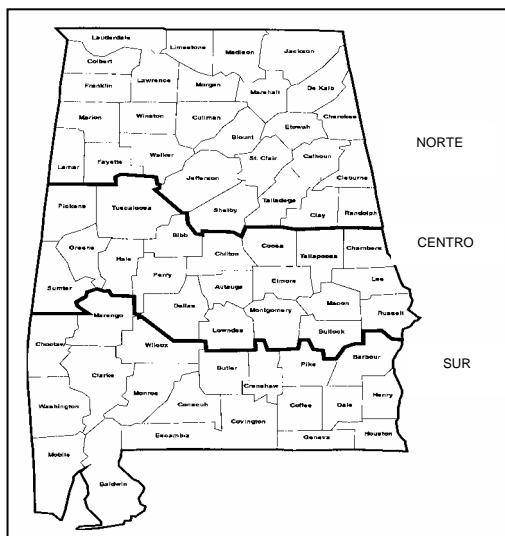 Lauderdale
Limestone
Madison
Jackson
Colbert
Lawrence
Franklin
Morgan
Marshall
De Kalb
Marion
Winston
Cullman
Cherokee
Blount
Etowah
Lamar
Fayette
Walker
St. Clair
Calhoun
NORTE
Jefferson
Cleburne
Shelby
Talladega
Clay
Randolph
Pickens
Tuscaloosa
Bibb
Chilton
Coosa
Tallapoosa
Chambers
CENTRO
Greene
Hale
Perry
Autauga
Elmore
Lee
Sumter
Dallas
Macon
Marengo
Lowndes
Montgomery
Russell
Bullock
Choctaw
Wilcox
Butler
Pike
Barbour
SUR
Clarke
Crenshaw
Monroe
Henry
Washington
Conecuh
Coffee
Dale
Covington
Escambia
Geneva
Houston
Mobile
Baldwin